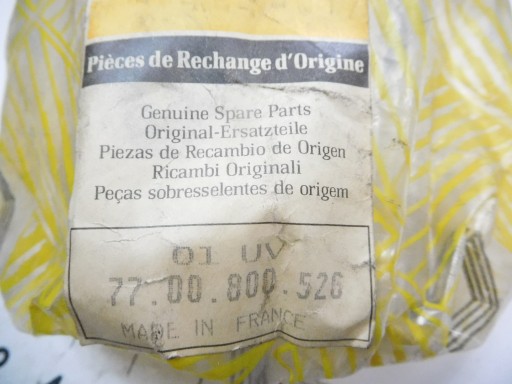 Pièces de Rechange d'Origine
Genuine Spare Parts
Original-Ersatzteile
Piezas de Recambio de Origen
Ricambi Originali
Peças sobresselentes de origem
01 UV
77.00.800.526
MADE IN FRANCE